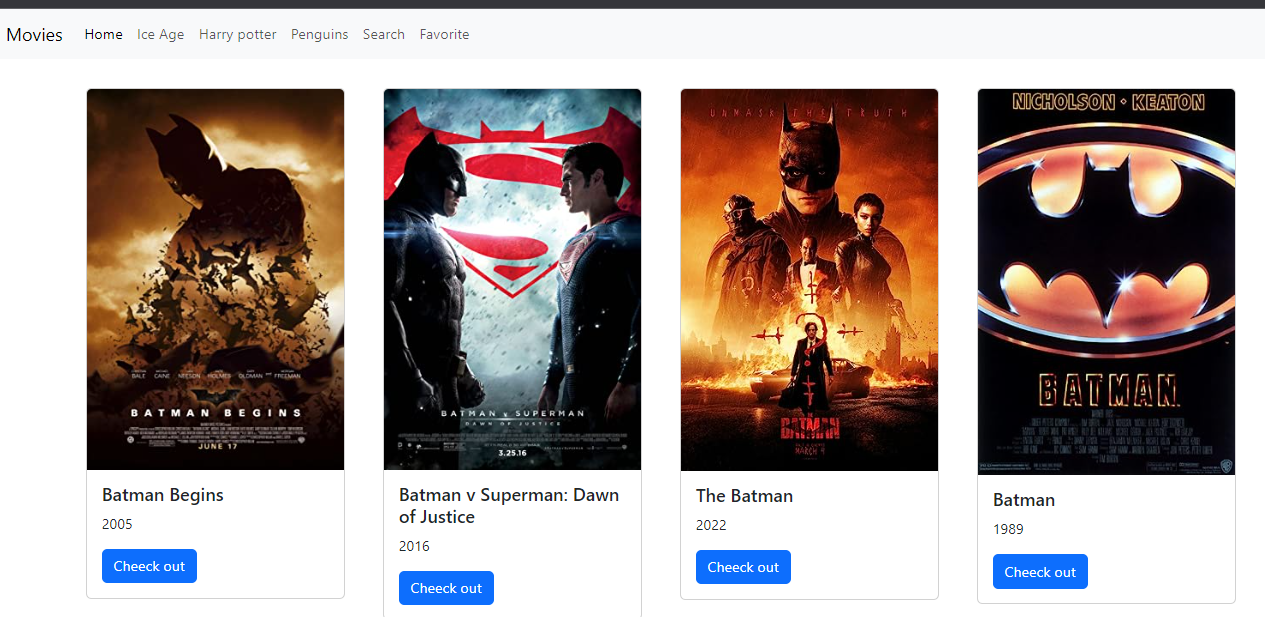 Movies Home Ice Age Harry potter Penguins Search Favorite
BATMAN BEGINS
JUNE 17
Batman Begins
2005
Cheeck out
BATMAN v SUPERMAN
DAWN OF JUSTICE
3.25.16
Batman v Superman: Dawn
of Justice
2016
Cheeck out
UNMASK THE TRUTH
THE
BATMAN
MARCH 4
The Batman
2022
Cheeck out
NICHOLSON • KEATON
BATMAN
Batman
1989
Cheeck out